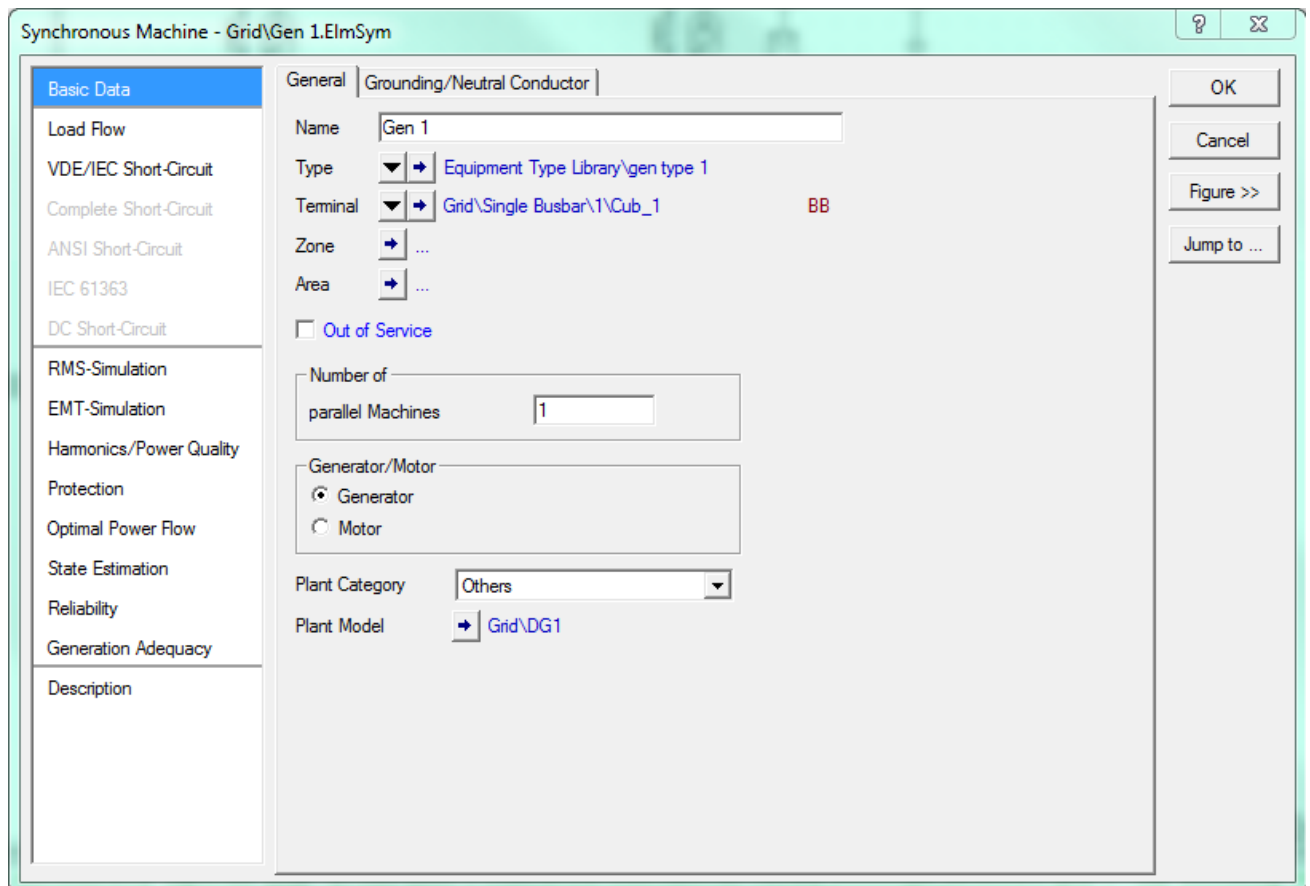 Synchronous Machine - Grid\Gen 1.ElmSym
Basic Data
Load Flow
VDE/IEC Short-Circuit
Complete Short-Circuit
ANSI Short-Circuit
IEC 61363
DC Short-Circuit
RMS-Simulation
EMT-Simulation
Harmonics/Power Quality
Protection
Optimal Power Flow
State Estimation
Reliability
Generation Adequacy
Description
General
Grounding/Neutral Conductor
Name Gen 1
Type Equipment Type Library\gen type 1
Terminal Grid\Single Busbar\1\Cub_1 BB
Zone ...
Area ...
Out of Service
Number of
parallel Machines 1
Generator/Motor
Generator
Motor
Plant Category Others
Plant Model Grid\DG1
OK
Cancel
Figure >>
Jump to ...